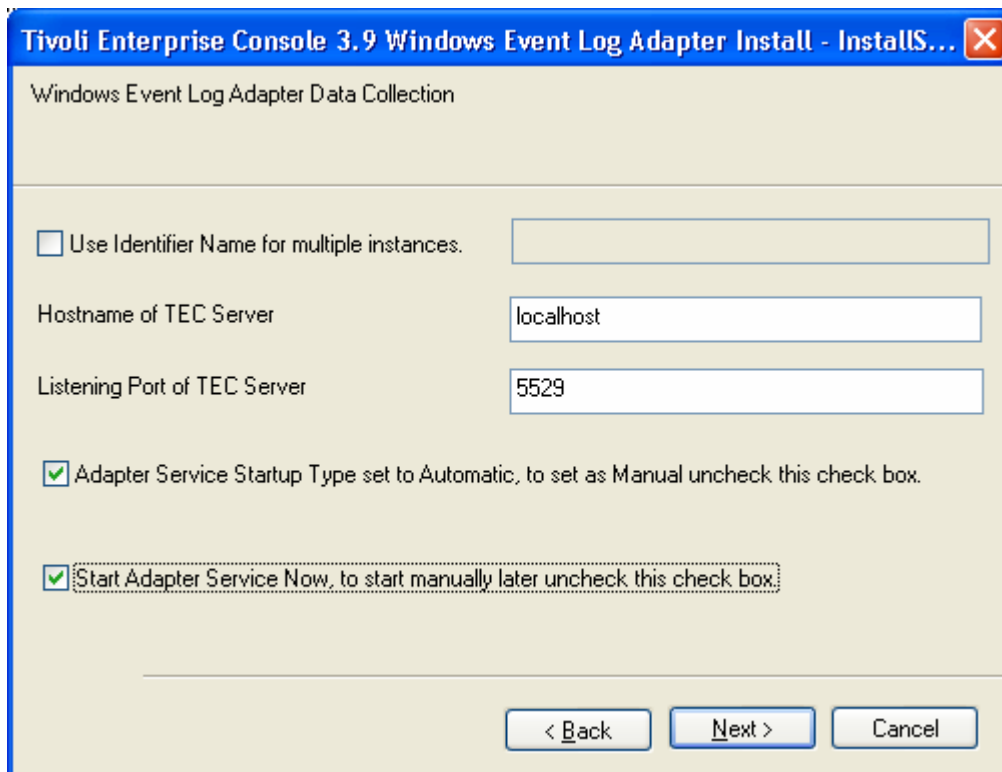 Tivoli Enterprise Console 3.9 Windows Event Log Adapter Install - InstallS...
Windows Event Log Adapter Data Collection
Use Identifier Name for multiple instances.
Hostname of TEC Server
localhost
Listening Port of TEC Server
5529
Adapter Service Startup Type set to Automatic, to set as Manual uncheck this check box.
Start Adapter Service Now, to start manually later uncheck this check box.
< Back
Next >
Cancel